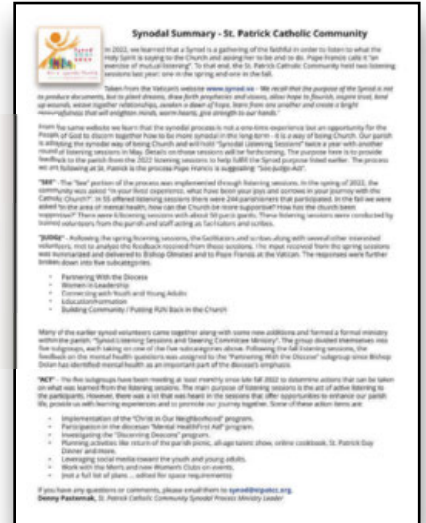 Synodal Summary - St. Patrick Catholic Community
In 2022, we learned that a Synod is a gathering of the faithful in order to listen to what the
Holy Spirit is saying to the Church and asking her to be and to do. Pope Francis calls it "an
exercise of mutual listening". To that end, the St. Patrick Catholic Community held two listening
sessions last year: one in the spring and one in the fall.
Taken from the Vatican's website www.synod.va - We recall that the purpose of the Synod is not
to produce documents, but to plant dreams, draw forth prophecies and visions, allow hope to flourish, inspire trust, bind
up wounds, weave together relationships, awaken a dawn of hope, learn from one another and create a bright
resourcefulness that will enlighten minds, warm hearts, give strength to our hands.'
From the same website we learn that the synodal process is not a one-time experience but an opportunity for the
People of God to discern together how to be more synodal in the long-term - it is a way of being Church. Our parish
is adopting the synodal way of being Church and will hold "Synodal Listening Sessions" twice a year with another
round of listening sessions in May. Details on those sessions will be forthcoming. The purpose here is to provide
feedback to the parish from the 2022 listening sessions to help fulfill the Synod purpose listed earlier. The process
we are following at St. Patrick is the process Pope Francis is suggesting: "See-Judge-Act".
"SEE" - The "See" portion of the process was implemented through listening sessions. In the spring of 2022, the
community was asked "In your lived experience, what have been your joys and sorrows in your journey with the
Catholic Church?". In 55 offered listening sessions there were 244 parishioners that participated. In the fall we were
asked "In the area of mental health, how can the Church be more supportive? How has the church been
supportive?" There were 6 listening sessions with about 50 participants. These listening sessions were conducted by
trained volunteers from the parish and staff acting as facilitators and scribes.
"JUDGE" - Following the spring listening sessions, the facilitators and scribes along with several other interested
volunteers, met to analyze the feedback received from those sessions. The input received from the spring sessions
was summarized and delivered to Bishop Olmsted and to Pope Francis at the Vatican. The responses were further
broken down into five subcategories.
• Partnering With the Diocese
• Women in Leadership
• Connecting with Youth and Young Adults
• Education/Formation
• Building Community / Putting FUN Back in the Church
Many of the earlier synod volunteers came together along with some new additions and formed a formal ministry
within the parish: "Synod Listening Sessions and Steering Committee Ministry". The group divided themselves into
five subgroups, each taking on one of the five subcategories above. Following the fall listening sessions, the
feedback on the mental health questions was assigned to the "Partnering With the Diocese" subgroup since Bishop
Dolan has identified mental health as an important part of the diocese's emphasis.
"ACT" - The five subgroups have been meeting at least monthly since late fall 2022 to determine actions that can be taken
on what was learned from the listening sessions. The main purpose of listening sessions is the act of active listening to
the participants. However, there was a lot that was heard in the sessions that offer opportunities to enhance our parish
life, provide us with learning experiences and to promote our journey together. Some of these action items are:
• Implementation of the "Christ in Our Neighborhood" program.
• Participation in the diocesan "Mental Health First Aid" program.
• Investigating the "Discerning Deacons" program.
• Planning activities like return of the parish picnic, all-age talent show, online cookbook, St. Patrick Day
Dinner and more.
• Leveraging social media toward the youth and young adults.
• Work with the Men's and new Women's Clubs on events.
• (not a full list of plans ... edited for space requirements)
If you have any questions or comments, please email them to synod@stpatcc.org.
Denny Pasternak, St. Patrick Catholic Community Synodal Process Ministry Leader